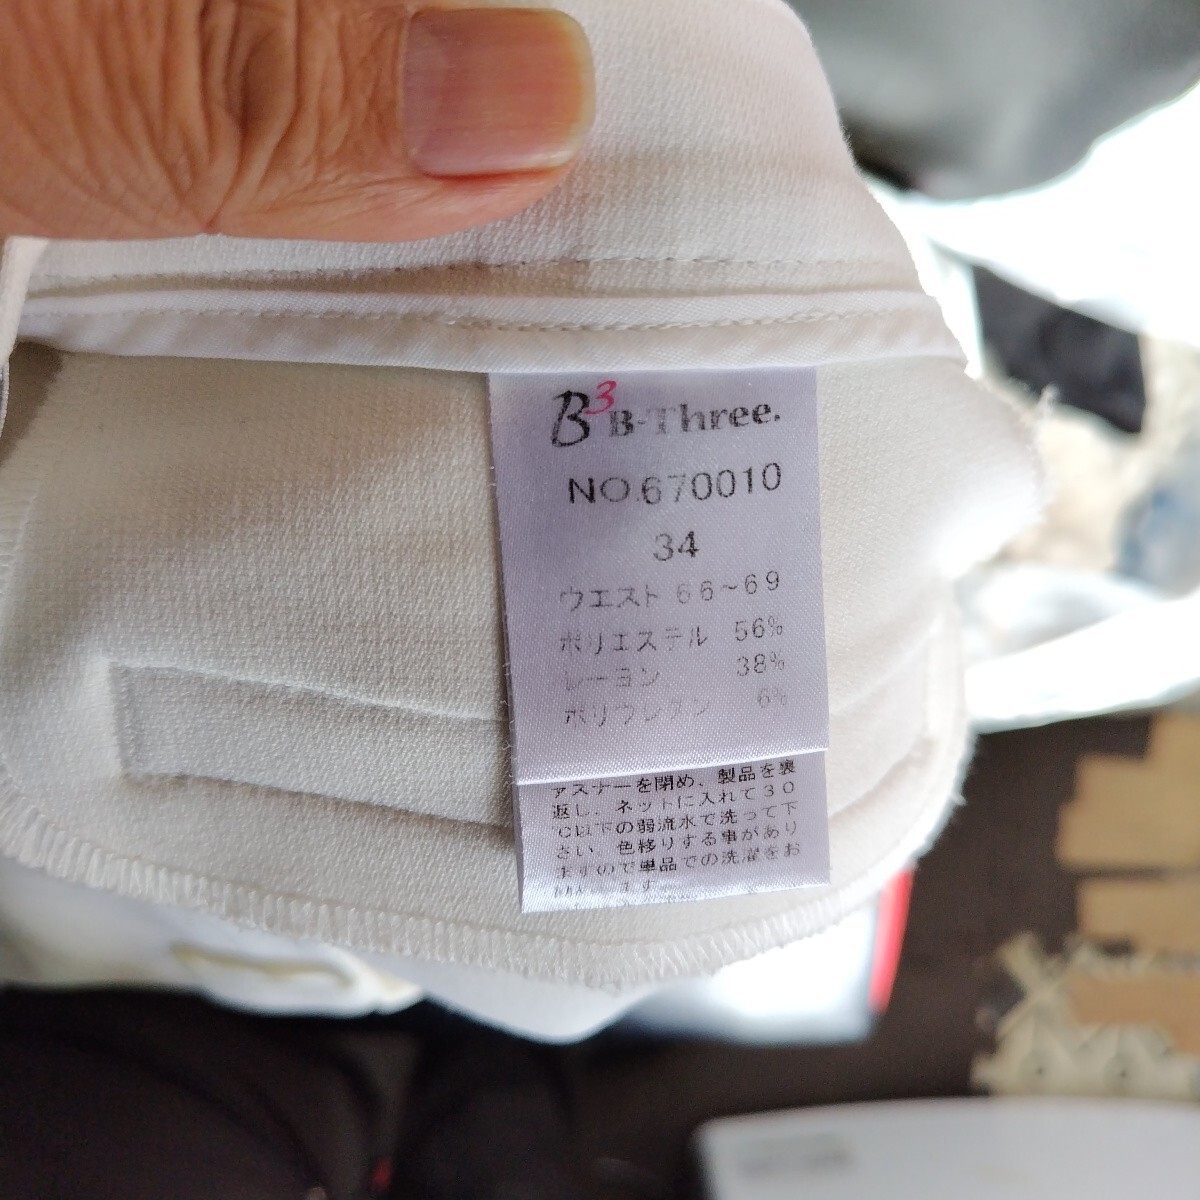 B3 B-Three.
NO.670010
34
ウエスト 66~69
ポリエステル 56%
レーヨン 38%
ポリウレタン 6%
ァスナーを閉め、製品を裏
返し、ネットに入れて30
℃以下の弱流水で洗って下
さい。色移りする事があり
ますので単品での洗濯をお
します